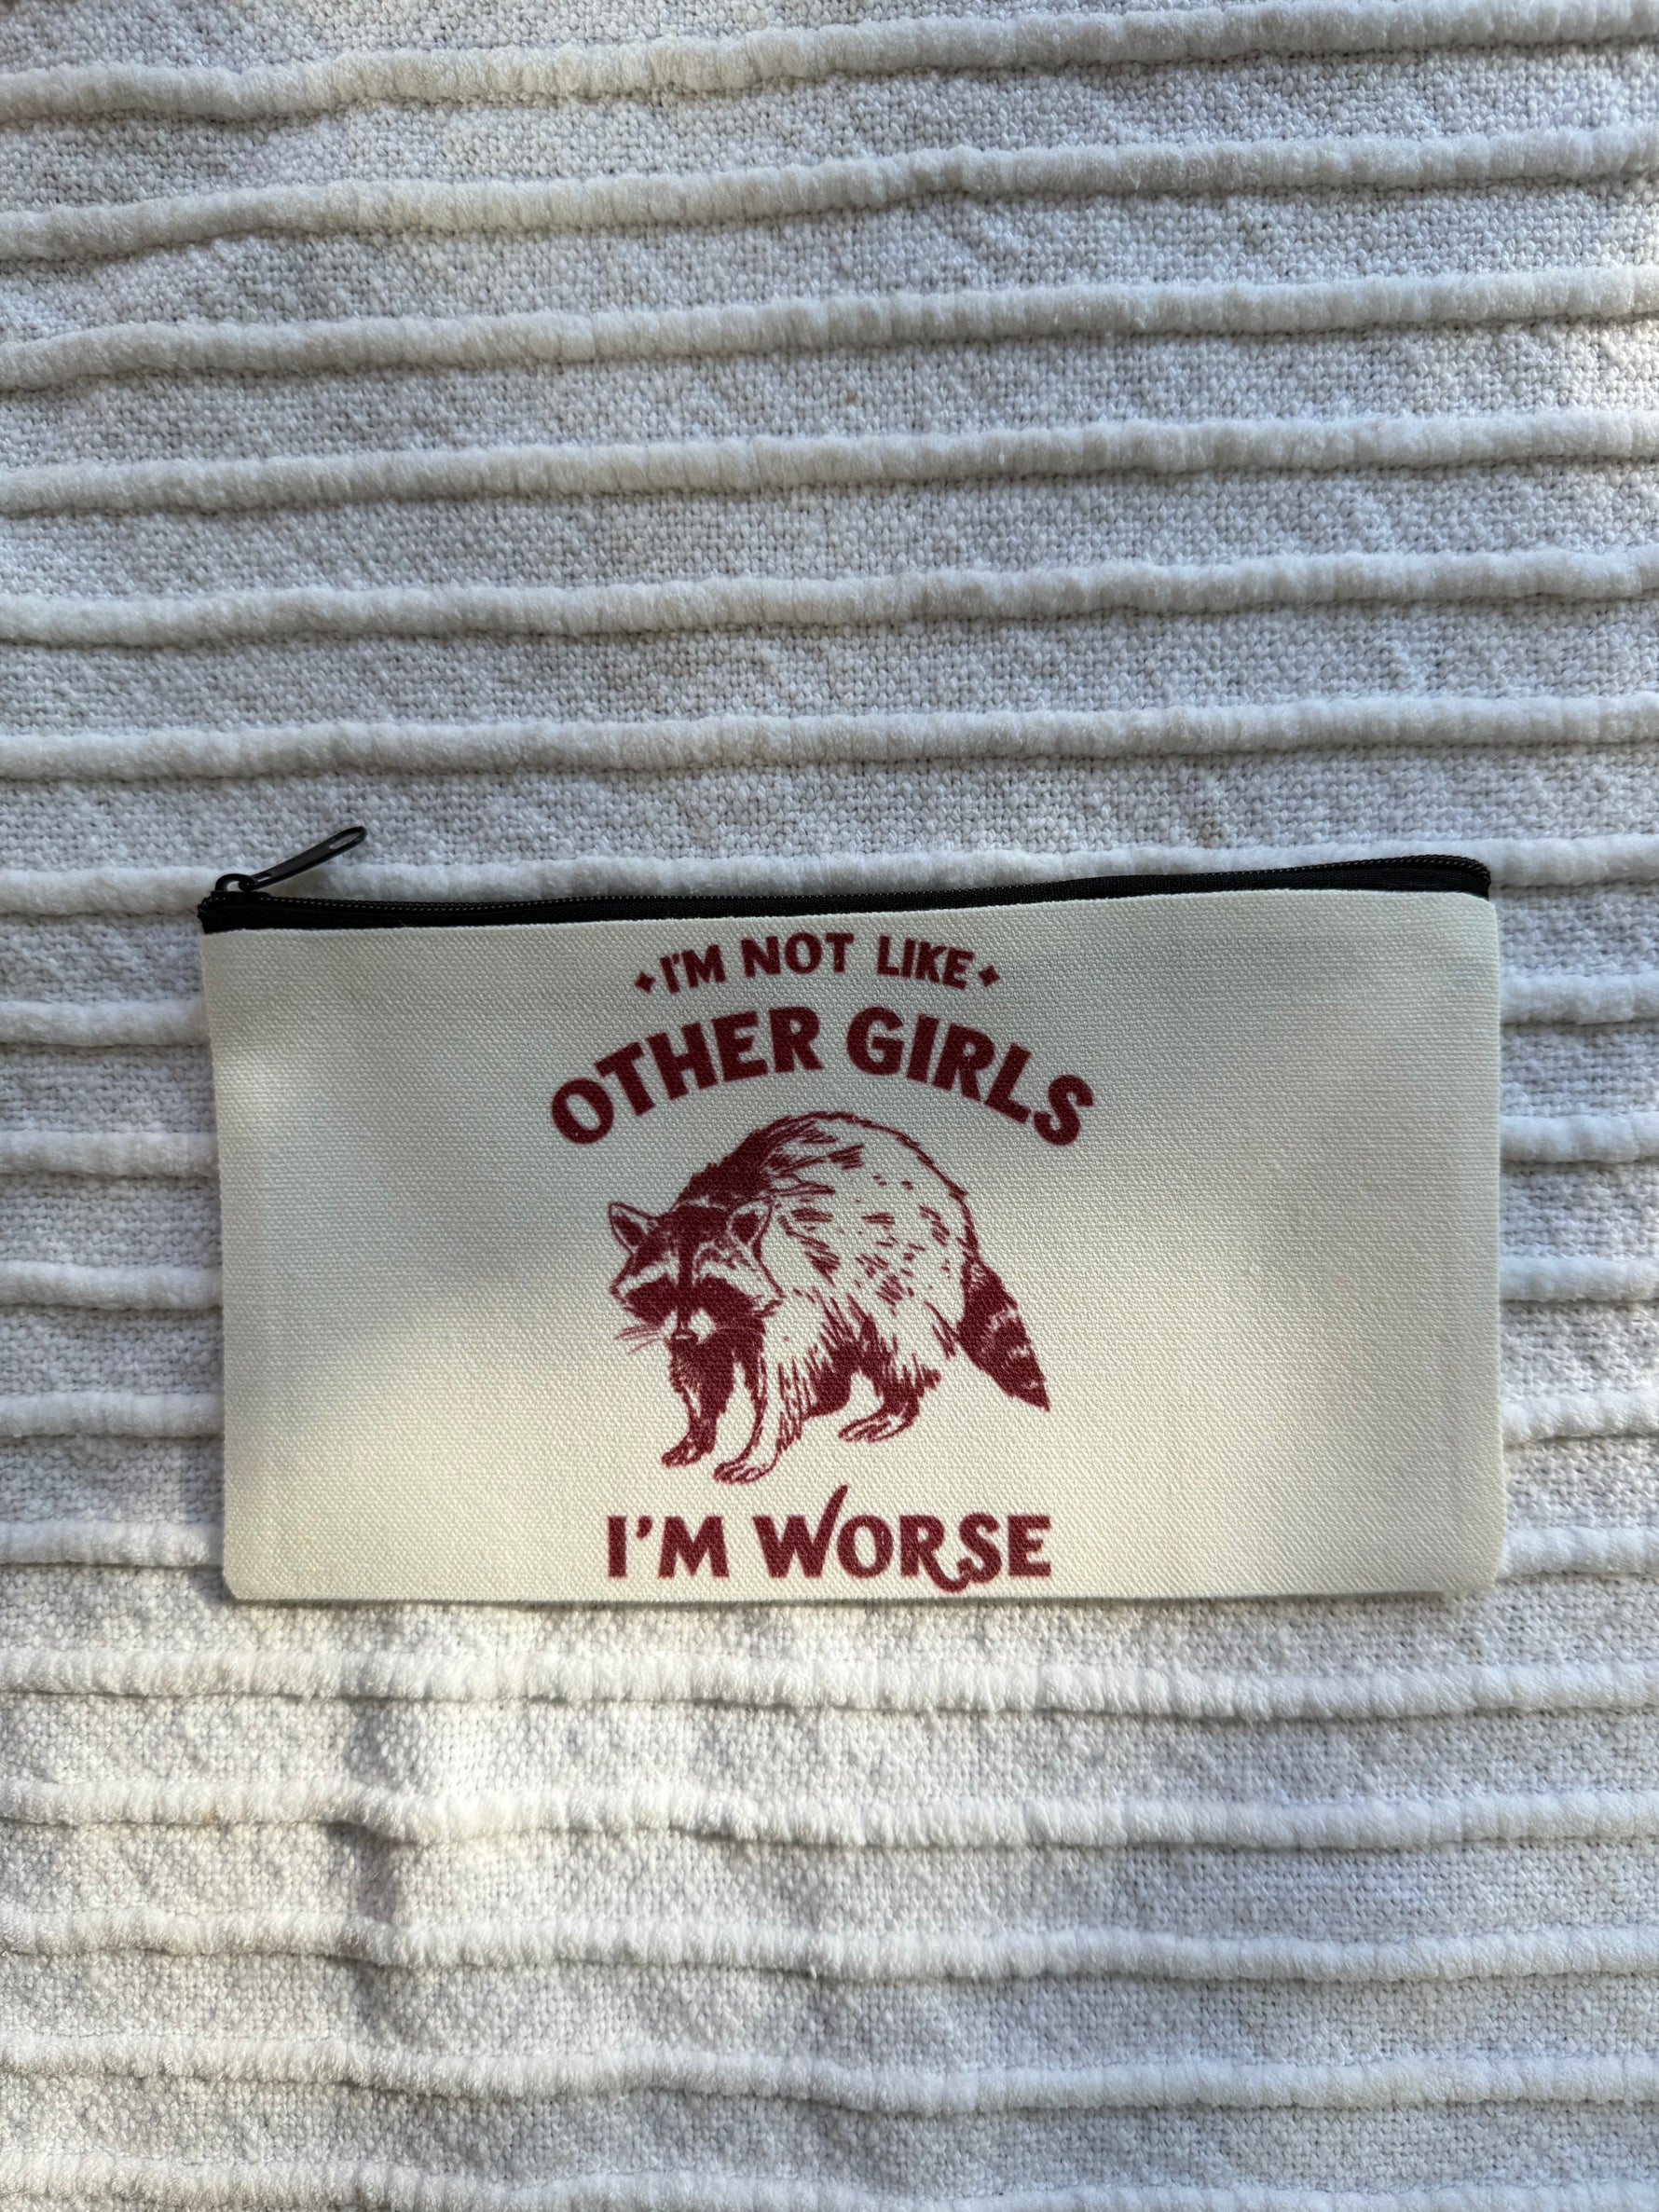 I'M NOT LIKE
OTHER GIRLS
I'M WORSE